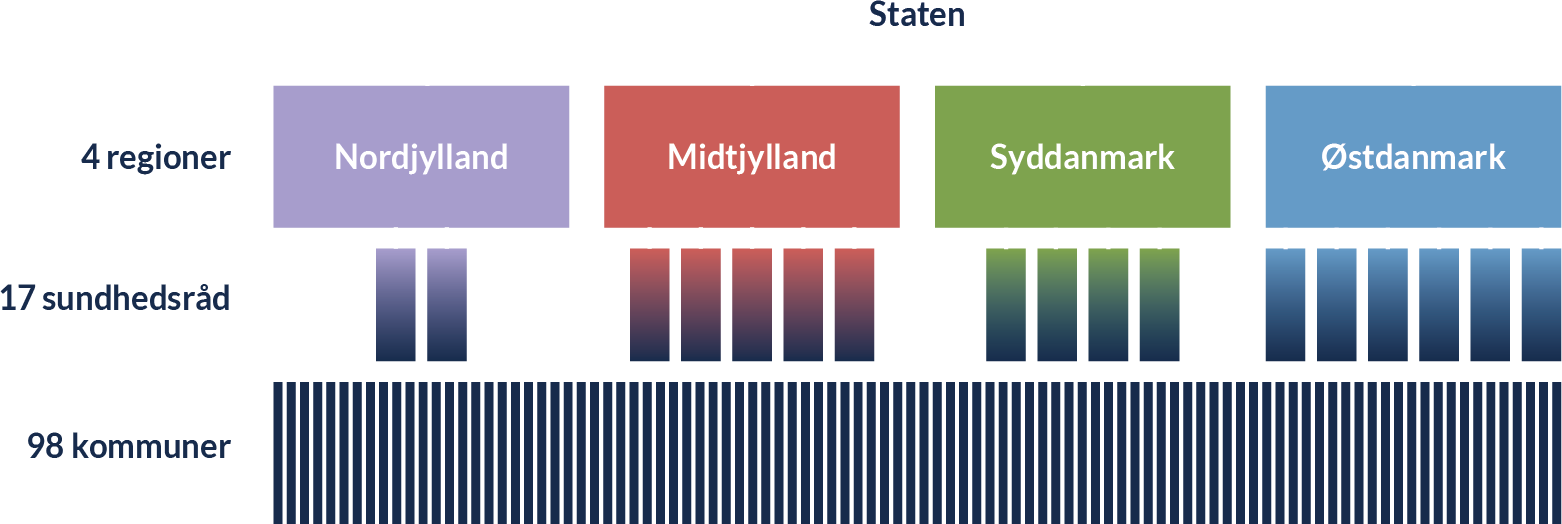 Staten
4 regioner
Nordjylland
Midtjylland
Syddanmark
Østdanmark
17 sundhedsråd
98 kommuner